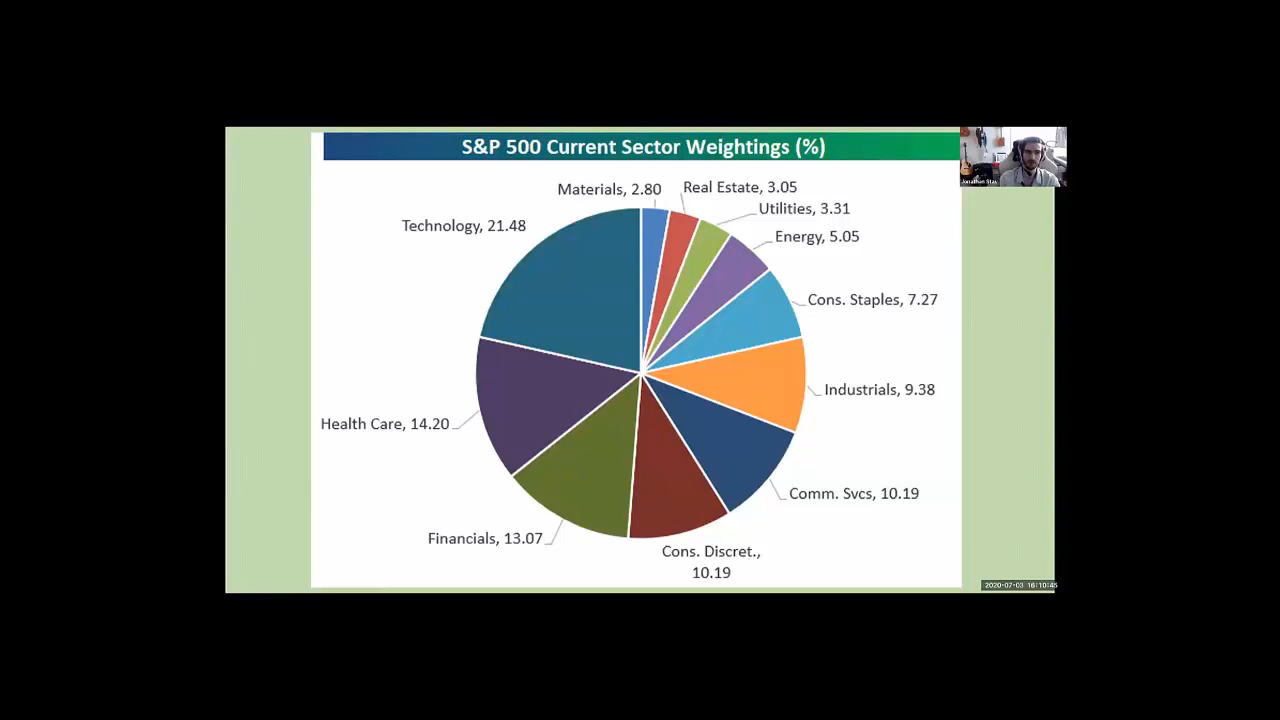 S&P 500 Current Sector Weightings (%)
Materials, 2.80
Real Estate, 3.05
Utilities, 3.31
Technology, 21.48
Energy, 5.05
Cons. Staples, 7.27
Industrials, 9.38
Health Care, 14.20
Comm. Svcs, 10.19
Financials, 13.07
Cons. Discret.,
10.19
Jonathan Stav
2020-07-03 16:10:45